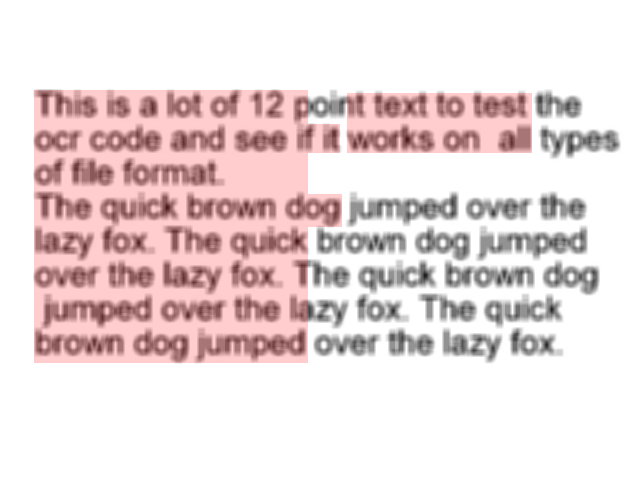 This is a lot of 12 point text to test the
ocr code and see if it works on  all types
of file format.
The quick brown dog jumped over the
lazy fox. The quick brown dog jumped
over the lazy fox. The quick brown dog
jumped over the lazy fox. The quick
brown dog jumped over the lazy fox.